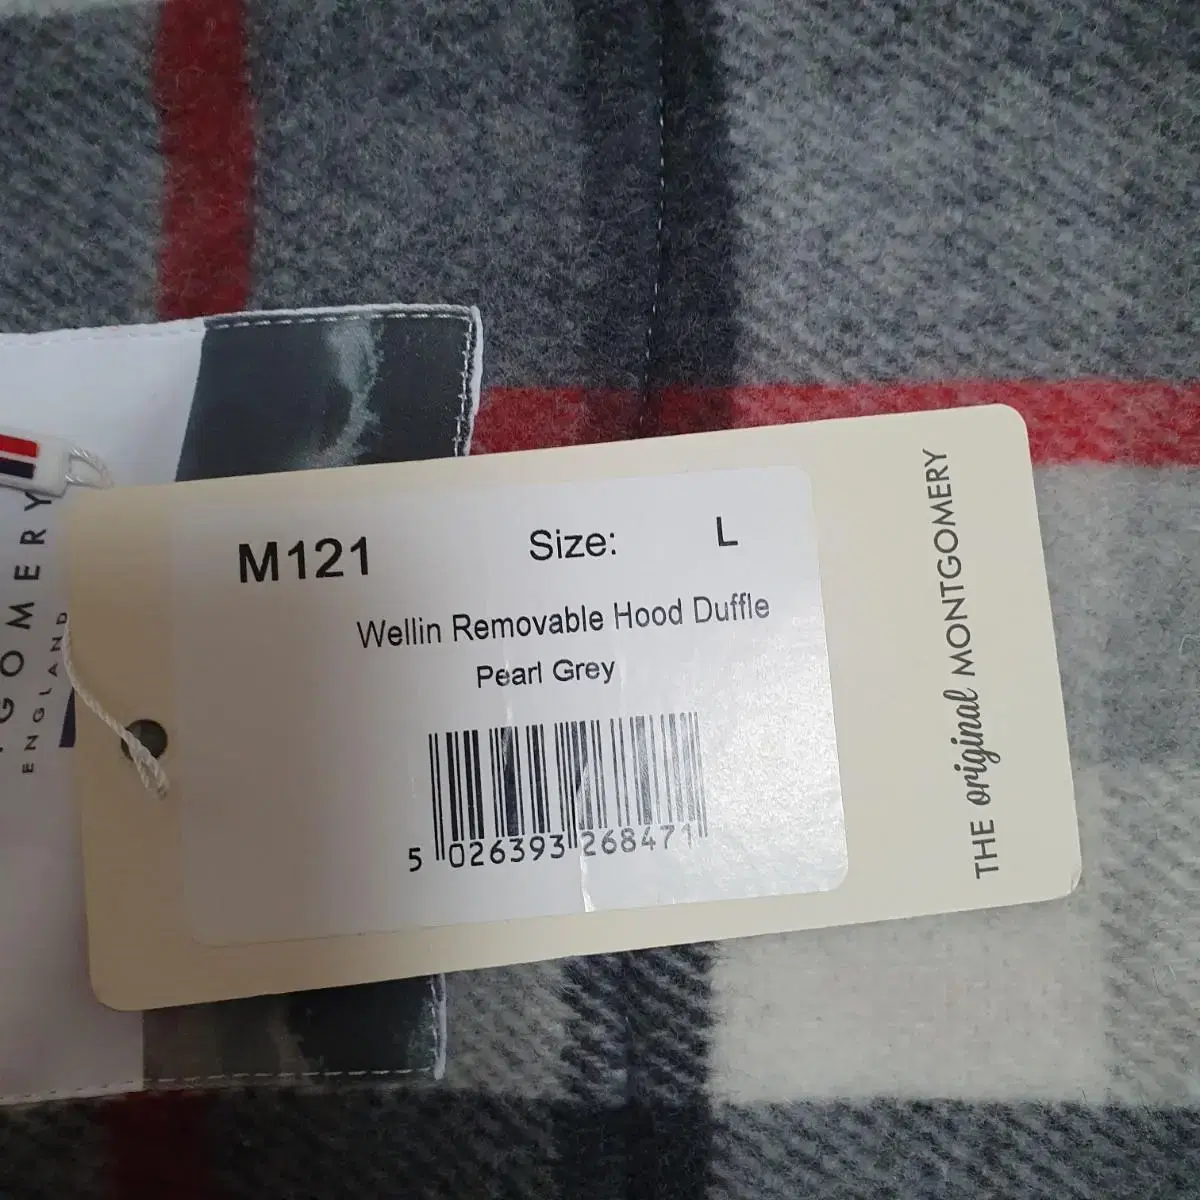 M121 Size: L
Wellin Removable Hood Duffle
Pearl Grey
5 026393 268471
THE original MONTGOMERY
GOMERY
ENGLAND